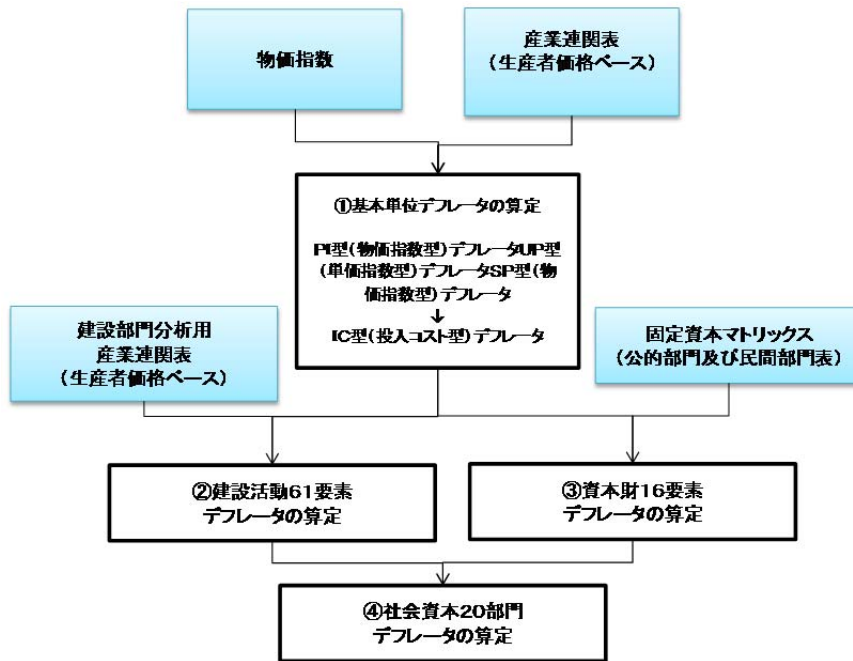 物価指数
産業連関表
(生産者価格ベース)
①基本単位デフレータの算定
PI型(物価指数型)デフレータUP型
(単価指数型)デフレータSP型(物
価指数型)デフレータ
↓
IC型(投入コスト型)デフレータ
建設部門分析用
産業連関表
(生産者価格ベース)
固定資本マトリックス
(公的部門及び民間部門表)
②建設活動61要素
デフレータの算定
③資本財16要素
デフレータの算定
④社会資本20部門
デフレータの算定